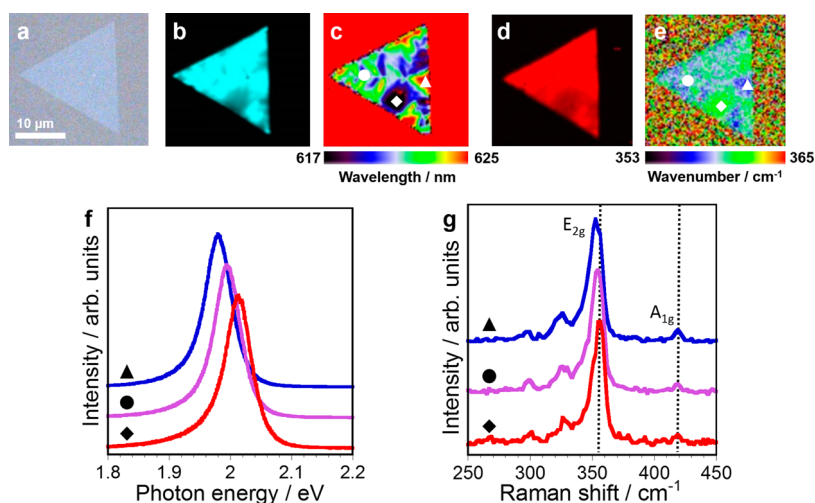 a
b
c
d
e
10 µm
617
625
353
365
Wavelength / nm
Wavenumber / cm-1
f
g
E2g
A1g
Intensity / arb. units
Intensity / arb. units
1.8
1.9
2
2.1
2.2
250
300
350
400
450
Photon energy / eV
Raman shift / cm-1